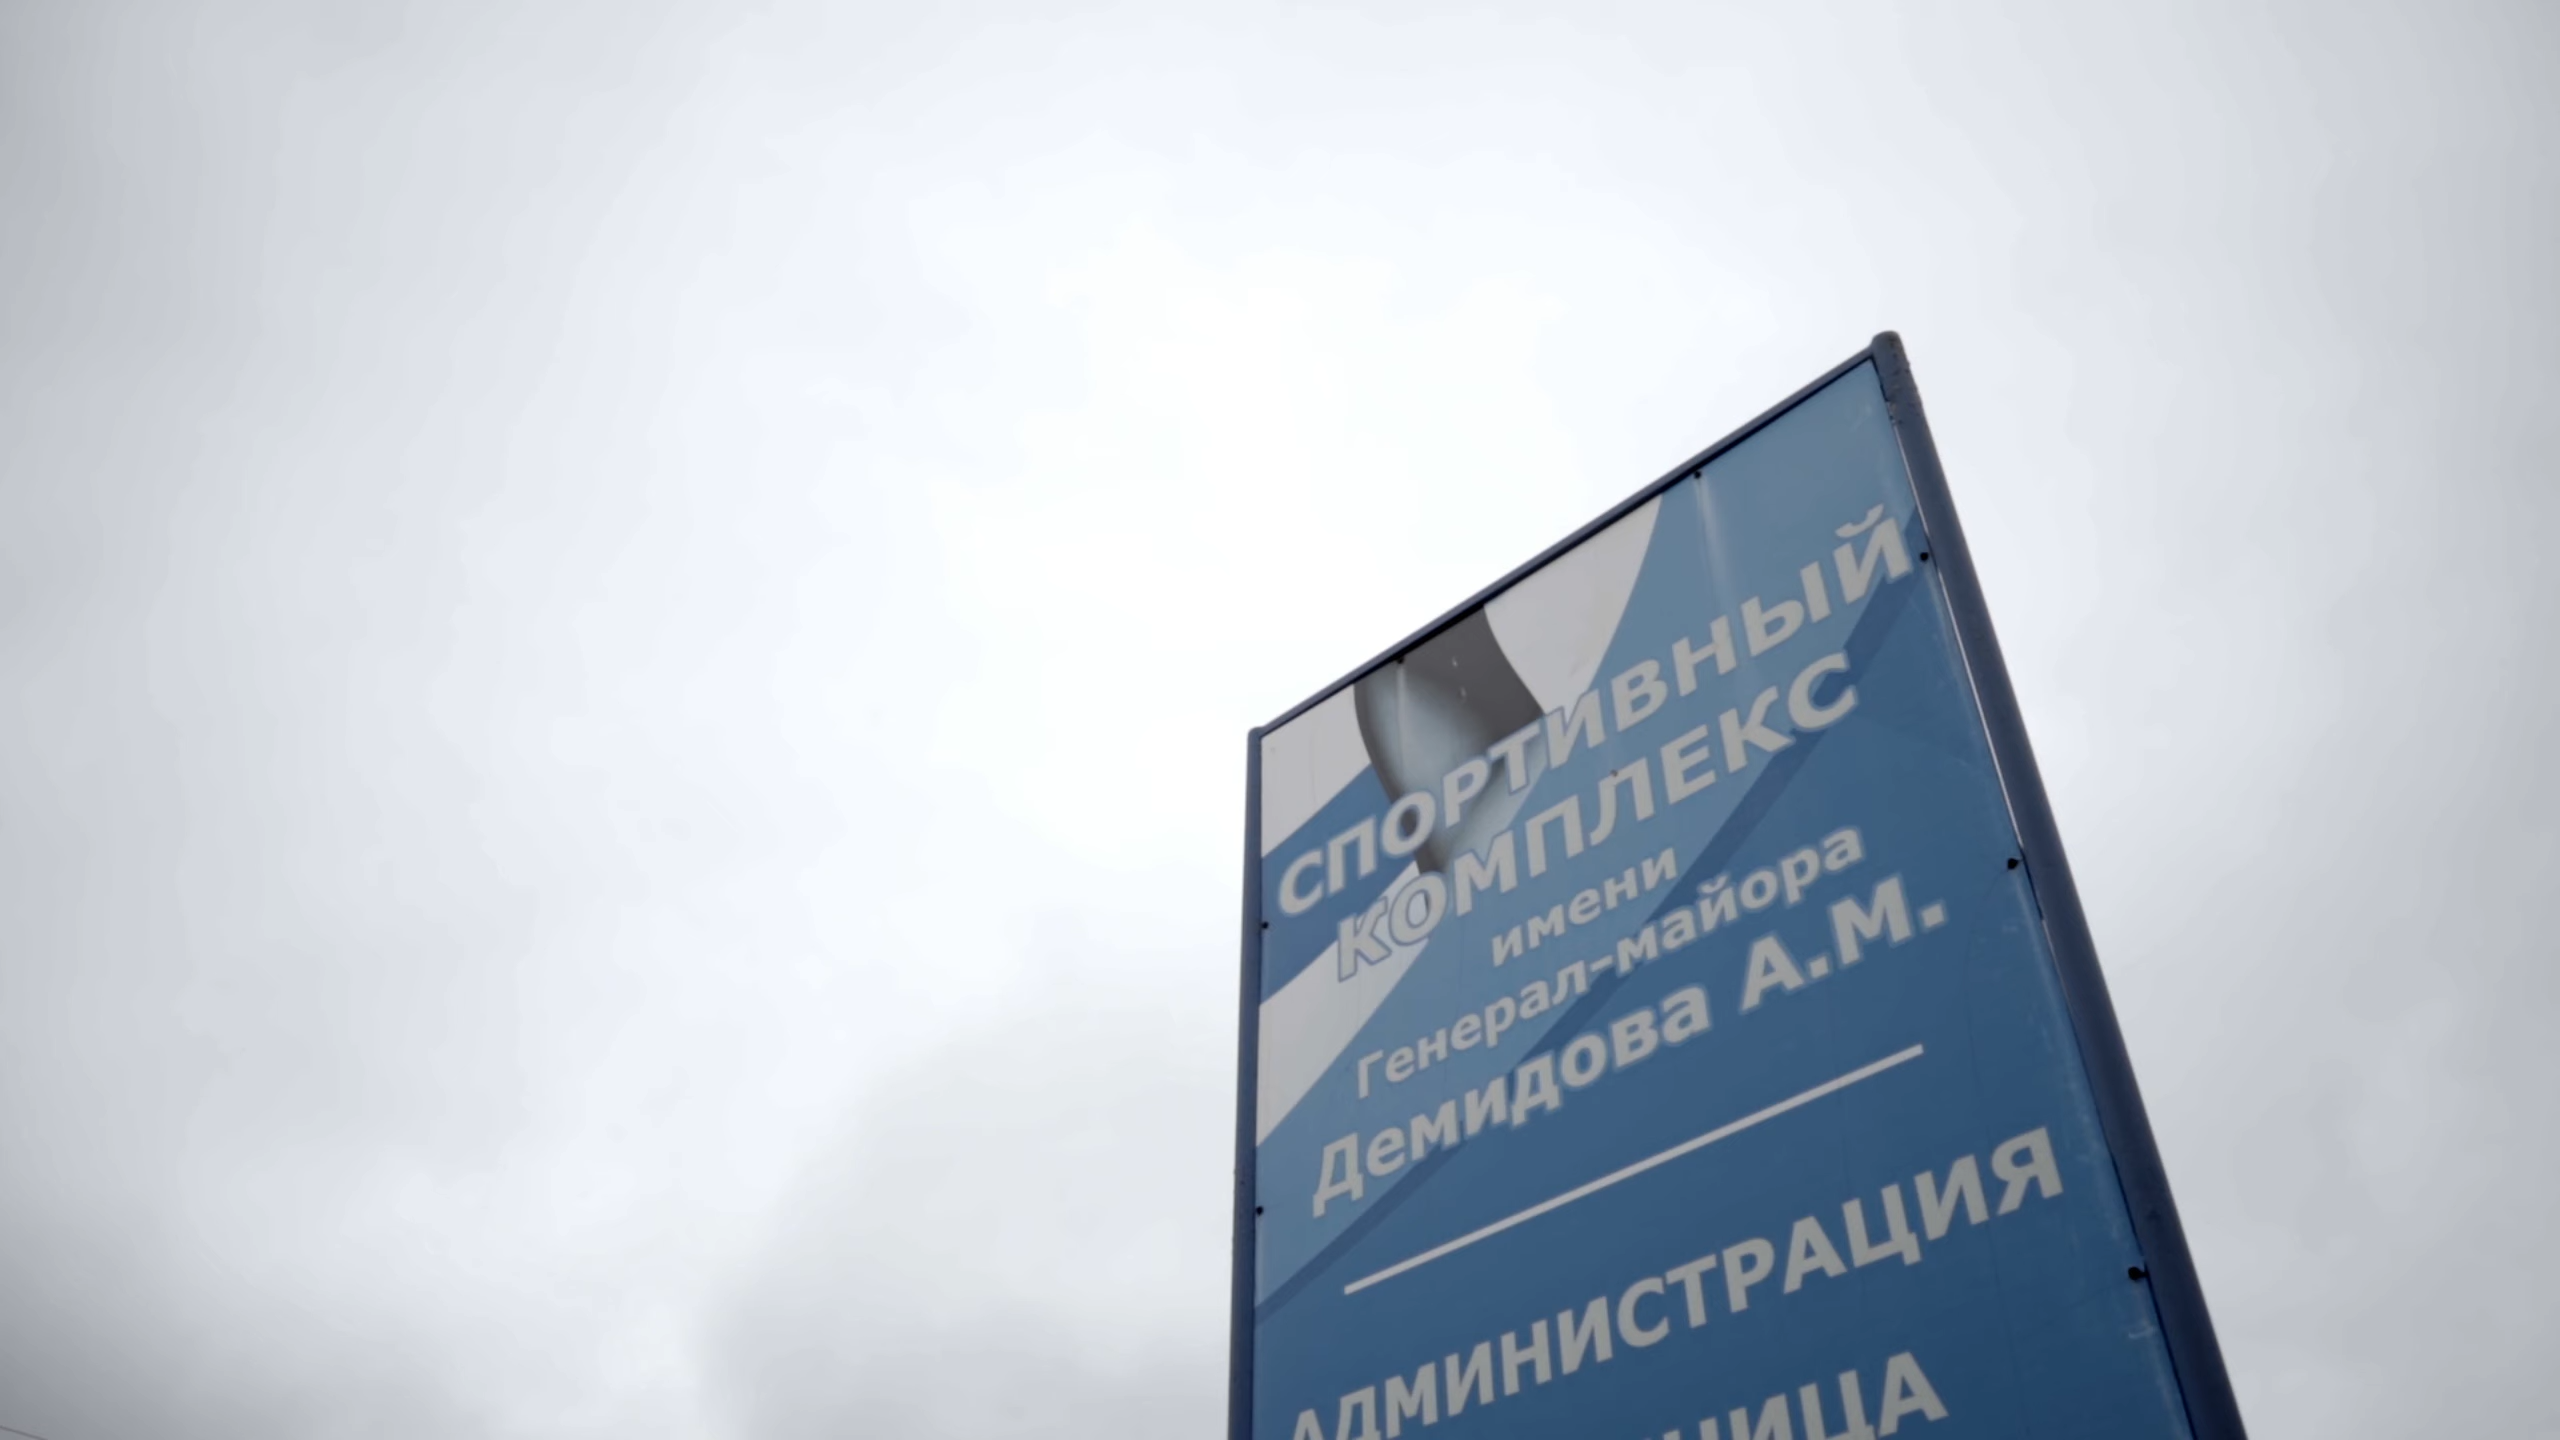 СПОРТИВНЫЙ
КОМПЛЕКС
имени
Генерал-майора
Демидова А.М.
АДМИНИСТРАЦИЯ